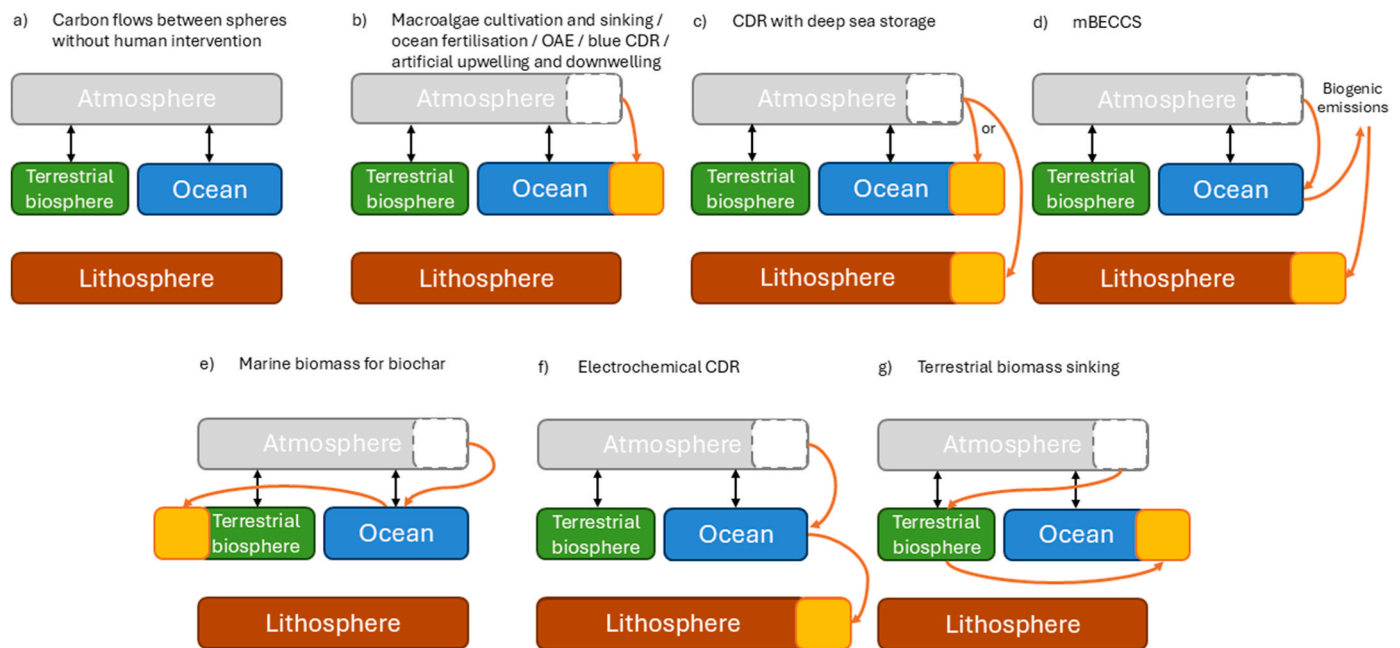 a) Carbon flows between spheres
without human intervention
Atmosphere
Terrestrial
biosphere
Ocean
Lithosphere
b) Macroalgae cultivation and sinking /
ocean fertilisation / OAE / blue CDR /
artificial upwelling and downwelling
Atmosphere
Terrestrial
biosphere
Ocean
Lithosphere
c) CDR with deep sea storage
Atmosphere
or
Terrestrial
biosphere
Ocean
Lithosphere
d) mBECCS
Atmosphere
Biogenic
emissions
Terrestrial
biosphere
Ocean
Lithosphere
e) Marine biomass for biochar
Atmosphere
Terrestrial
biosphere
Ocean
Lithosphere
f) Electrochemical CDR
Atmosphere
Terrestrial
biosphere
Ocean
Lithosphere
g) Terrestrial biomass sinking
Atmosphere
Terrestrial
biosphere
Ocean
Lithosphere